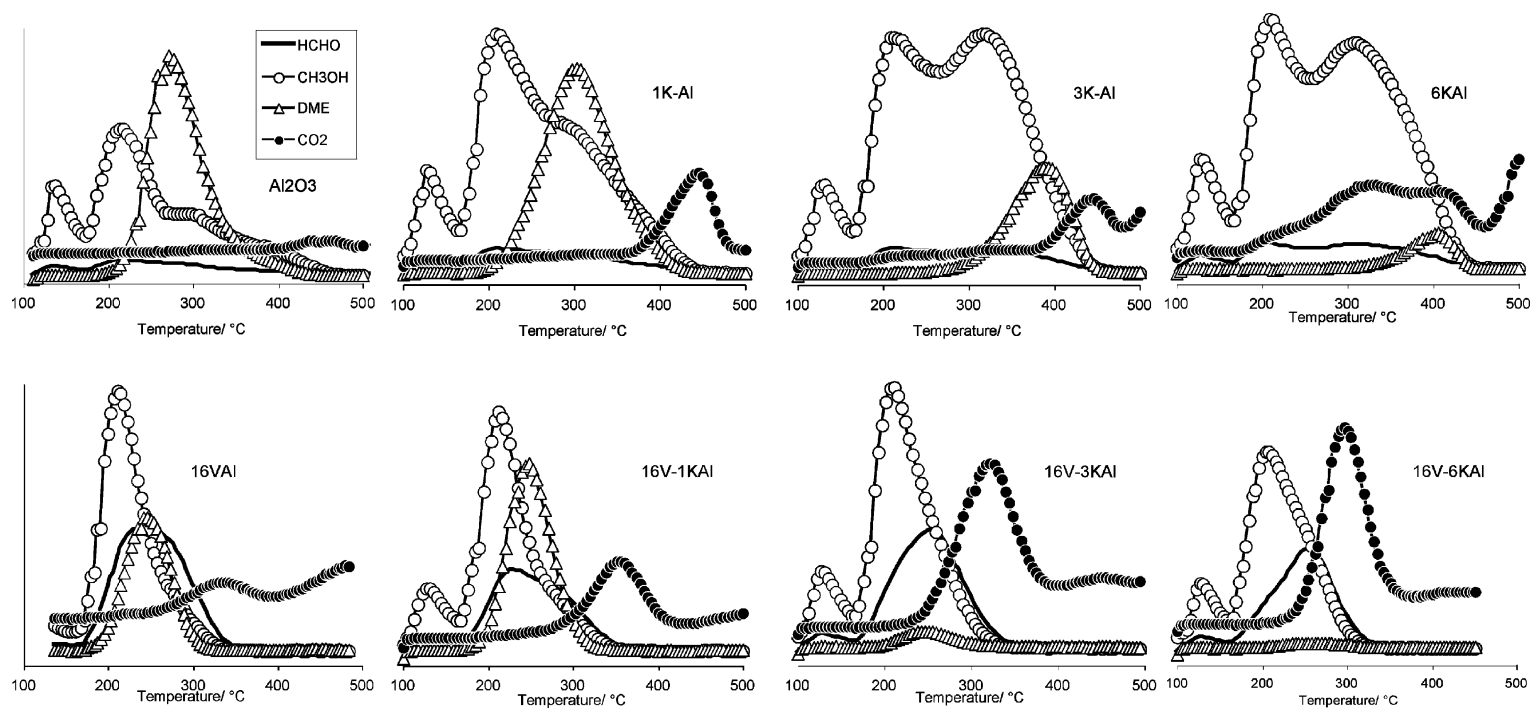 HCHO
CH3OH
DME
CO2
Al2O3
100 200 300 400 500
Temperature/ °C
1K-Al
100 200 300 400 500
Temperature/ °C
3K-Al
100 200 300 400 500
Temperature/ °C
6KAl
100 200 300 400 500
Temperature/ °C
16VAl
100 200 300 400 500
Temperature/ °C
16V-1KAl
100 200 300 400 500
Temperature/ °C
16V-3KAl
100 200 300 400 500
Temperature/ °C
16V-6KAl
100 200 300 400 500
Temperature/ °C